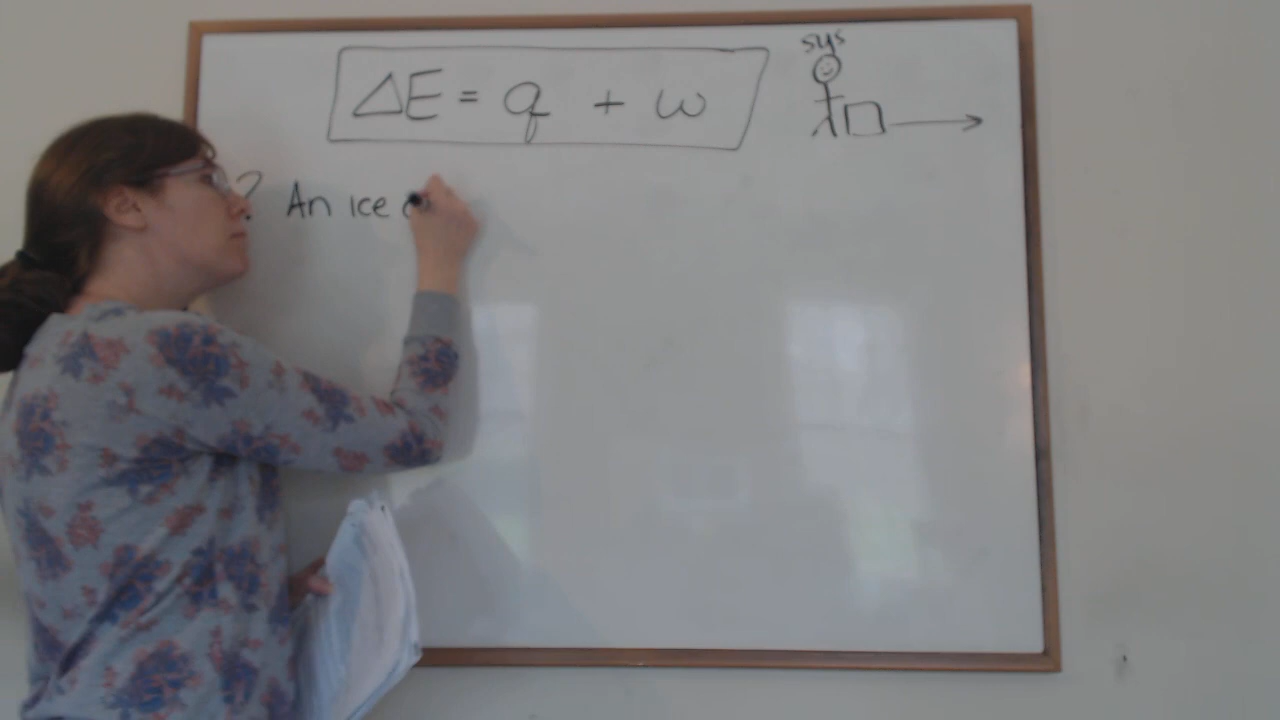 ΔE = q + w
sys
? An ice